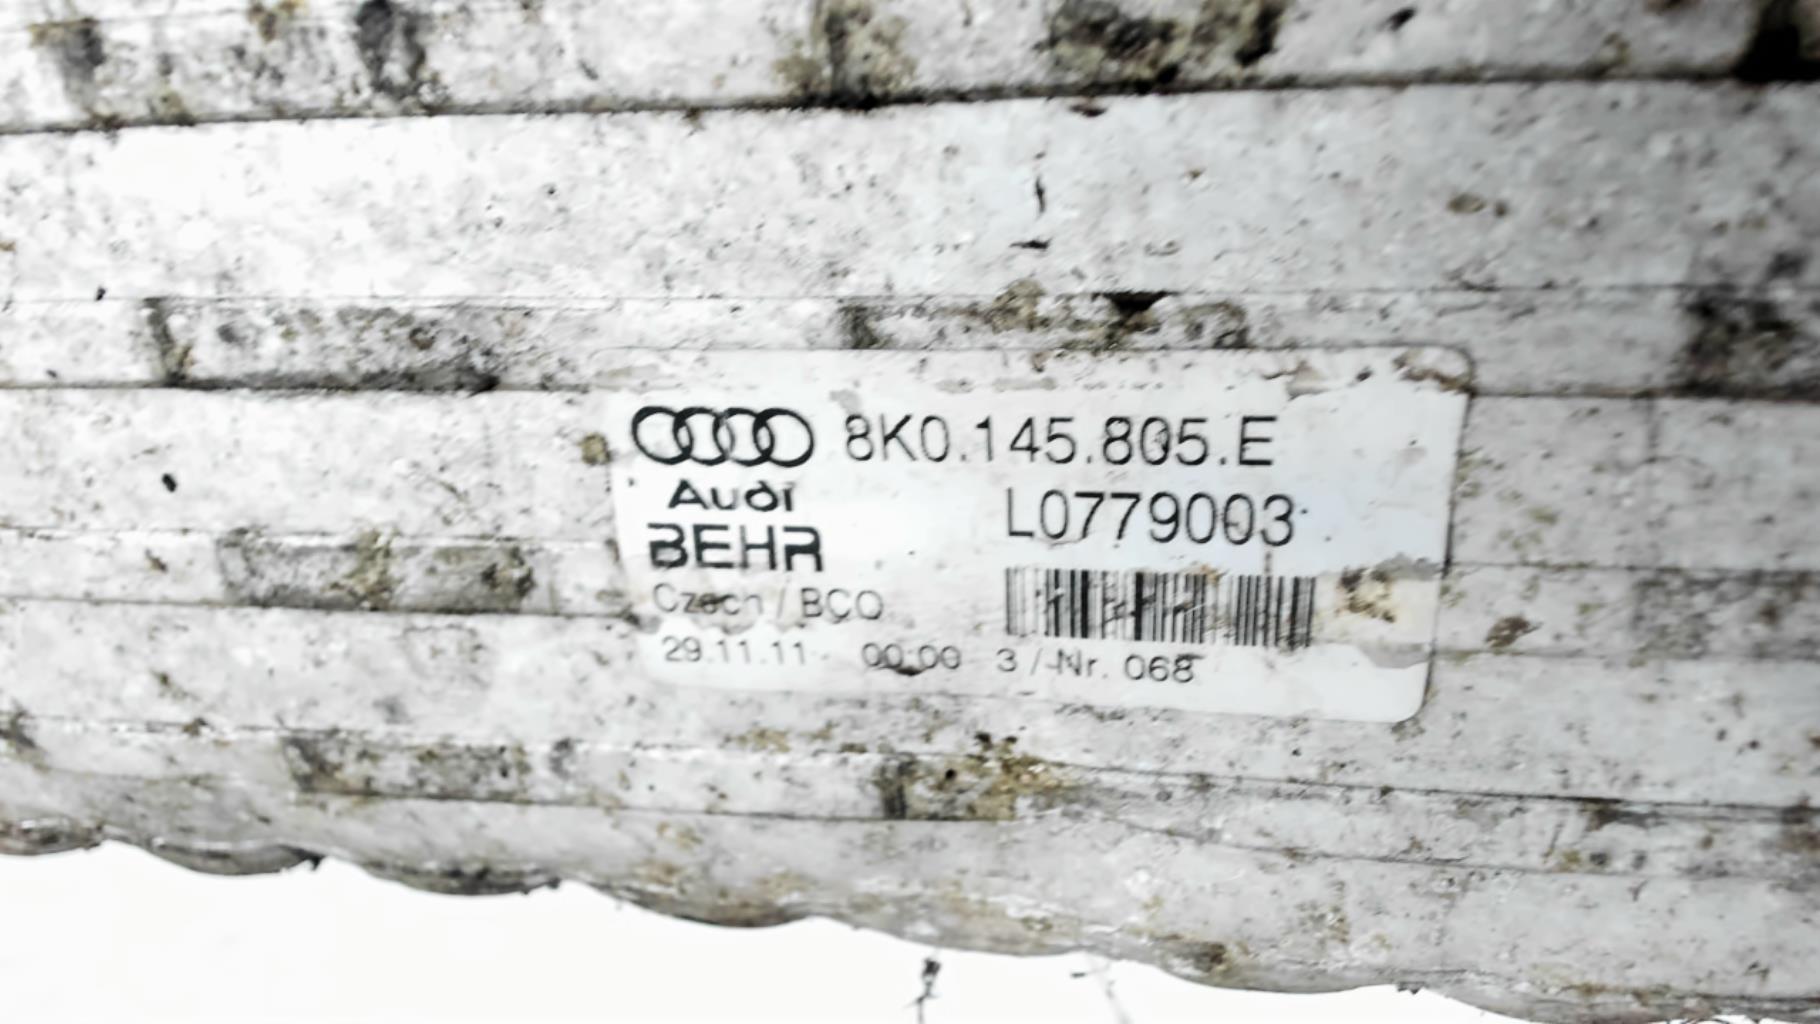 8K0.145.805.E
Audi
L0779003
BEHR
Czech / BCO
29.11.11 00:00 3 / Nr. 068